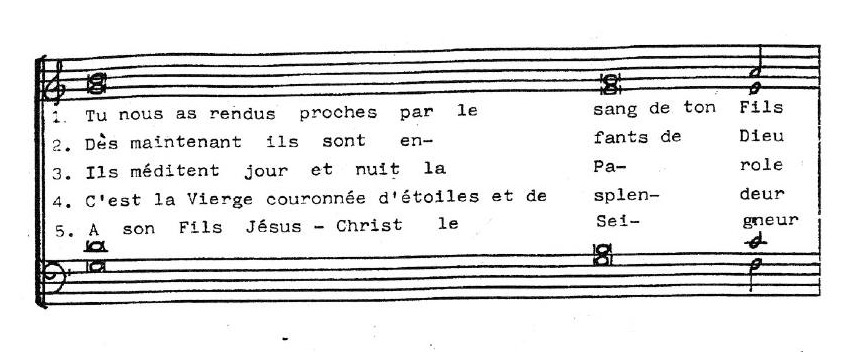 1. Tu nous as rendus proches par le sang de ton Fils
2. Dès maintenant ils sont en- fants de Dieu
3. Ils méditent jour et nuit la Pa- role
4. C'est la Vierge couronnée d'étoiles et de splen- deur
5. A son Fils Jésus - Christ le Sei- gneur